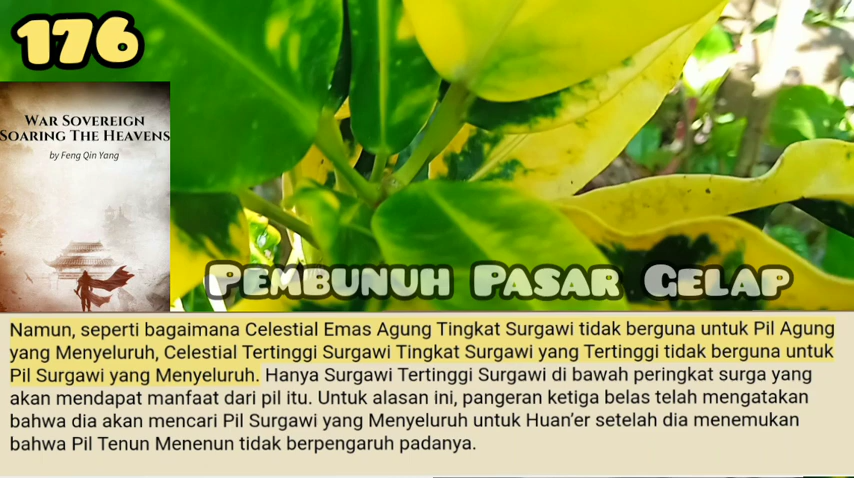 176
WAR SOVEREIGN
SOARING THE HEAVENS
by Feng Qin Yang
PEMBUNUH PASAR GELAP
Namun, seperti bagaimana Celestial Emas Agung Tingkat Surgawi tidak berguna untuk Pil Agung
yang Menyeluruh, Celestial Tertinggi Surgawi Tingkat Surgawi yang Tertinggi tidak berguna untuk
Pil Surgawi yang Menyeluruh. Hanya Surgawi Tertinggi Surgawi di bawah peringkat surga yang
akan mendapat manfaat dari pil itu. Untuk alasan ini, pangeran ketiga belas telah mengatakan
bahwa dia akan mencari Pil Surgawi yang Menyeluruh untuk Huan’er setelah dia menemukan
bahwa Pil Tenun Menenun tidak berpengaruh padanya.